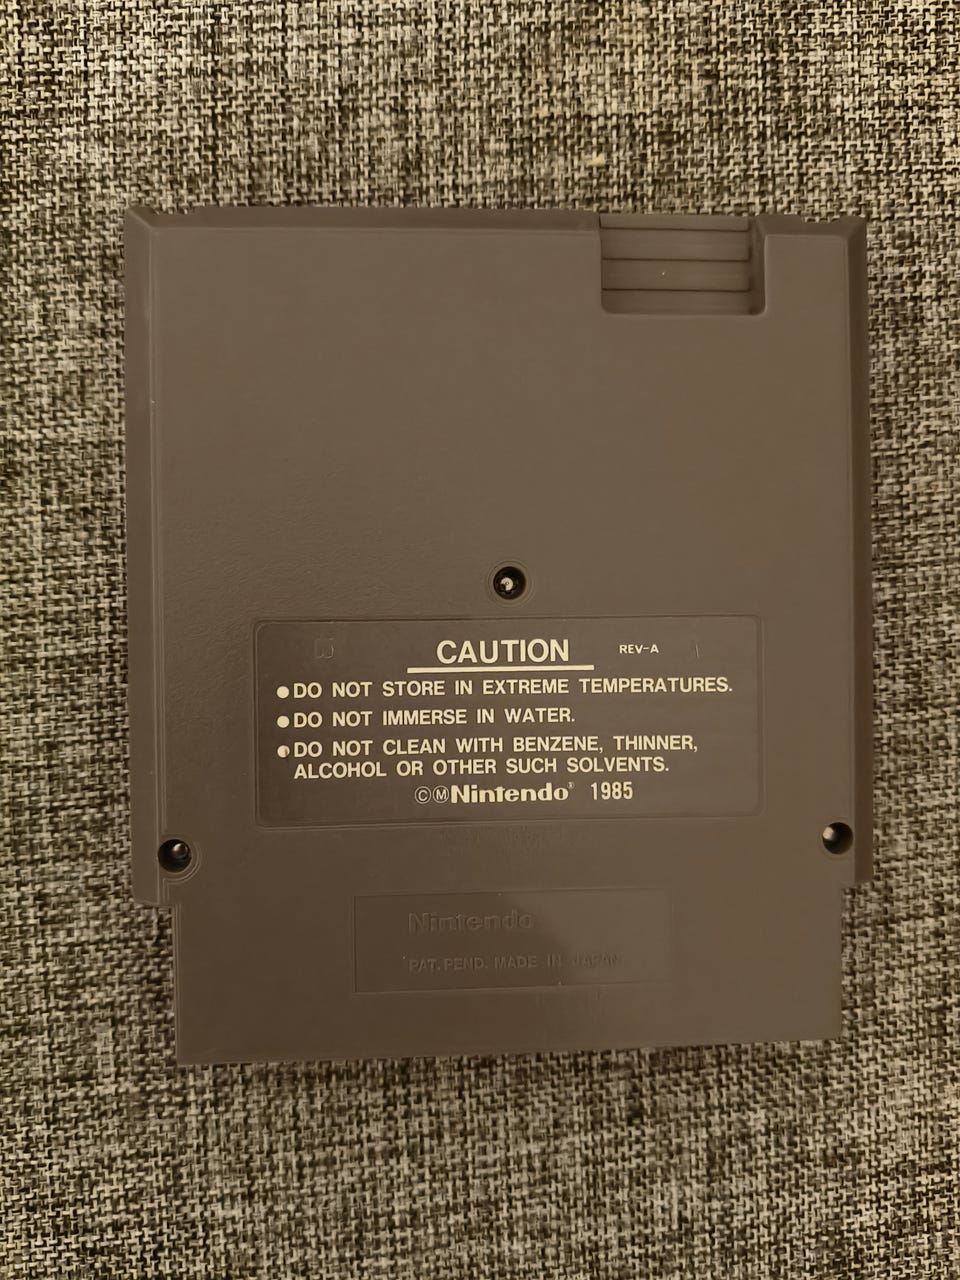 CAUTION REV-A
●DO NOT STORE IN EXTREME TEMPERATURES.
●DO NOT IMMERSE IN WATER.
●DO NOT CLEAN WITH BENZENE, THINNER,
ALCOHOL OR OTHER SUCH SOLVENTS.
©ⓂNintendo® 1985
Nintendo
PAT. PEND. MADE IN JAPAN